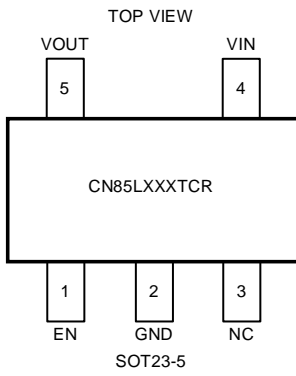 TOP VIEW
VOUT VIN
5 4
CN85LXXXTCR
1 2 3
EN GND NC
SOT23-5